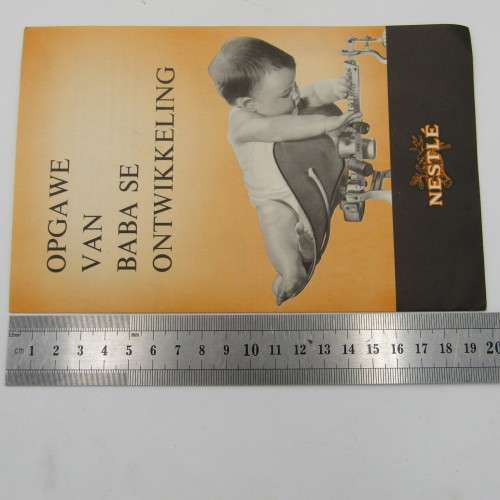 OPGAWE
VAN
BABA SE
ONTWIKKELING
NESTLÉ
mm
cm 1 2 3 4 5 6 7 8 9 10 11 12 13 14 15 16 17 18 19 20